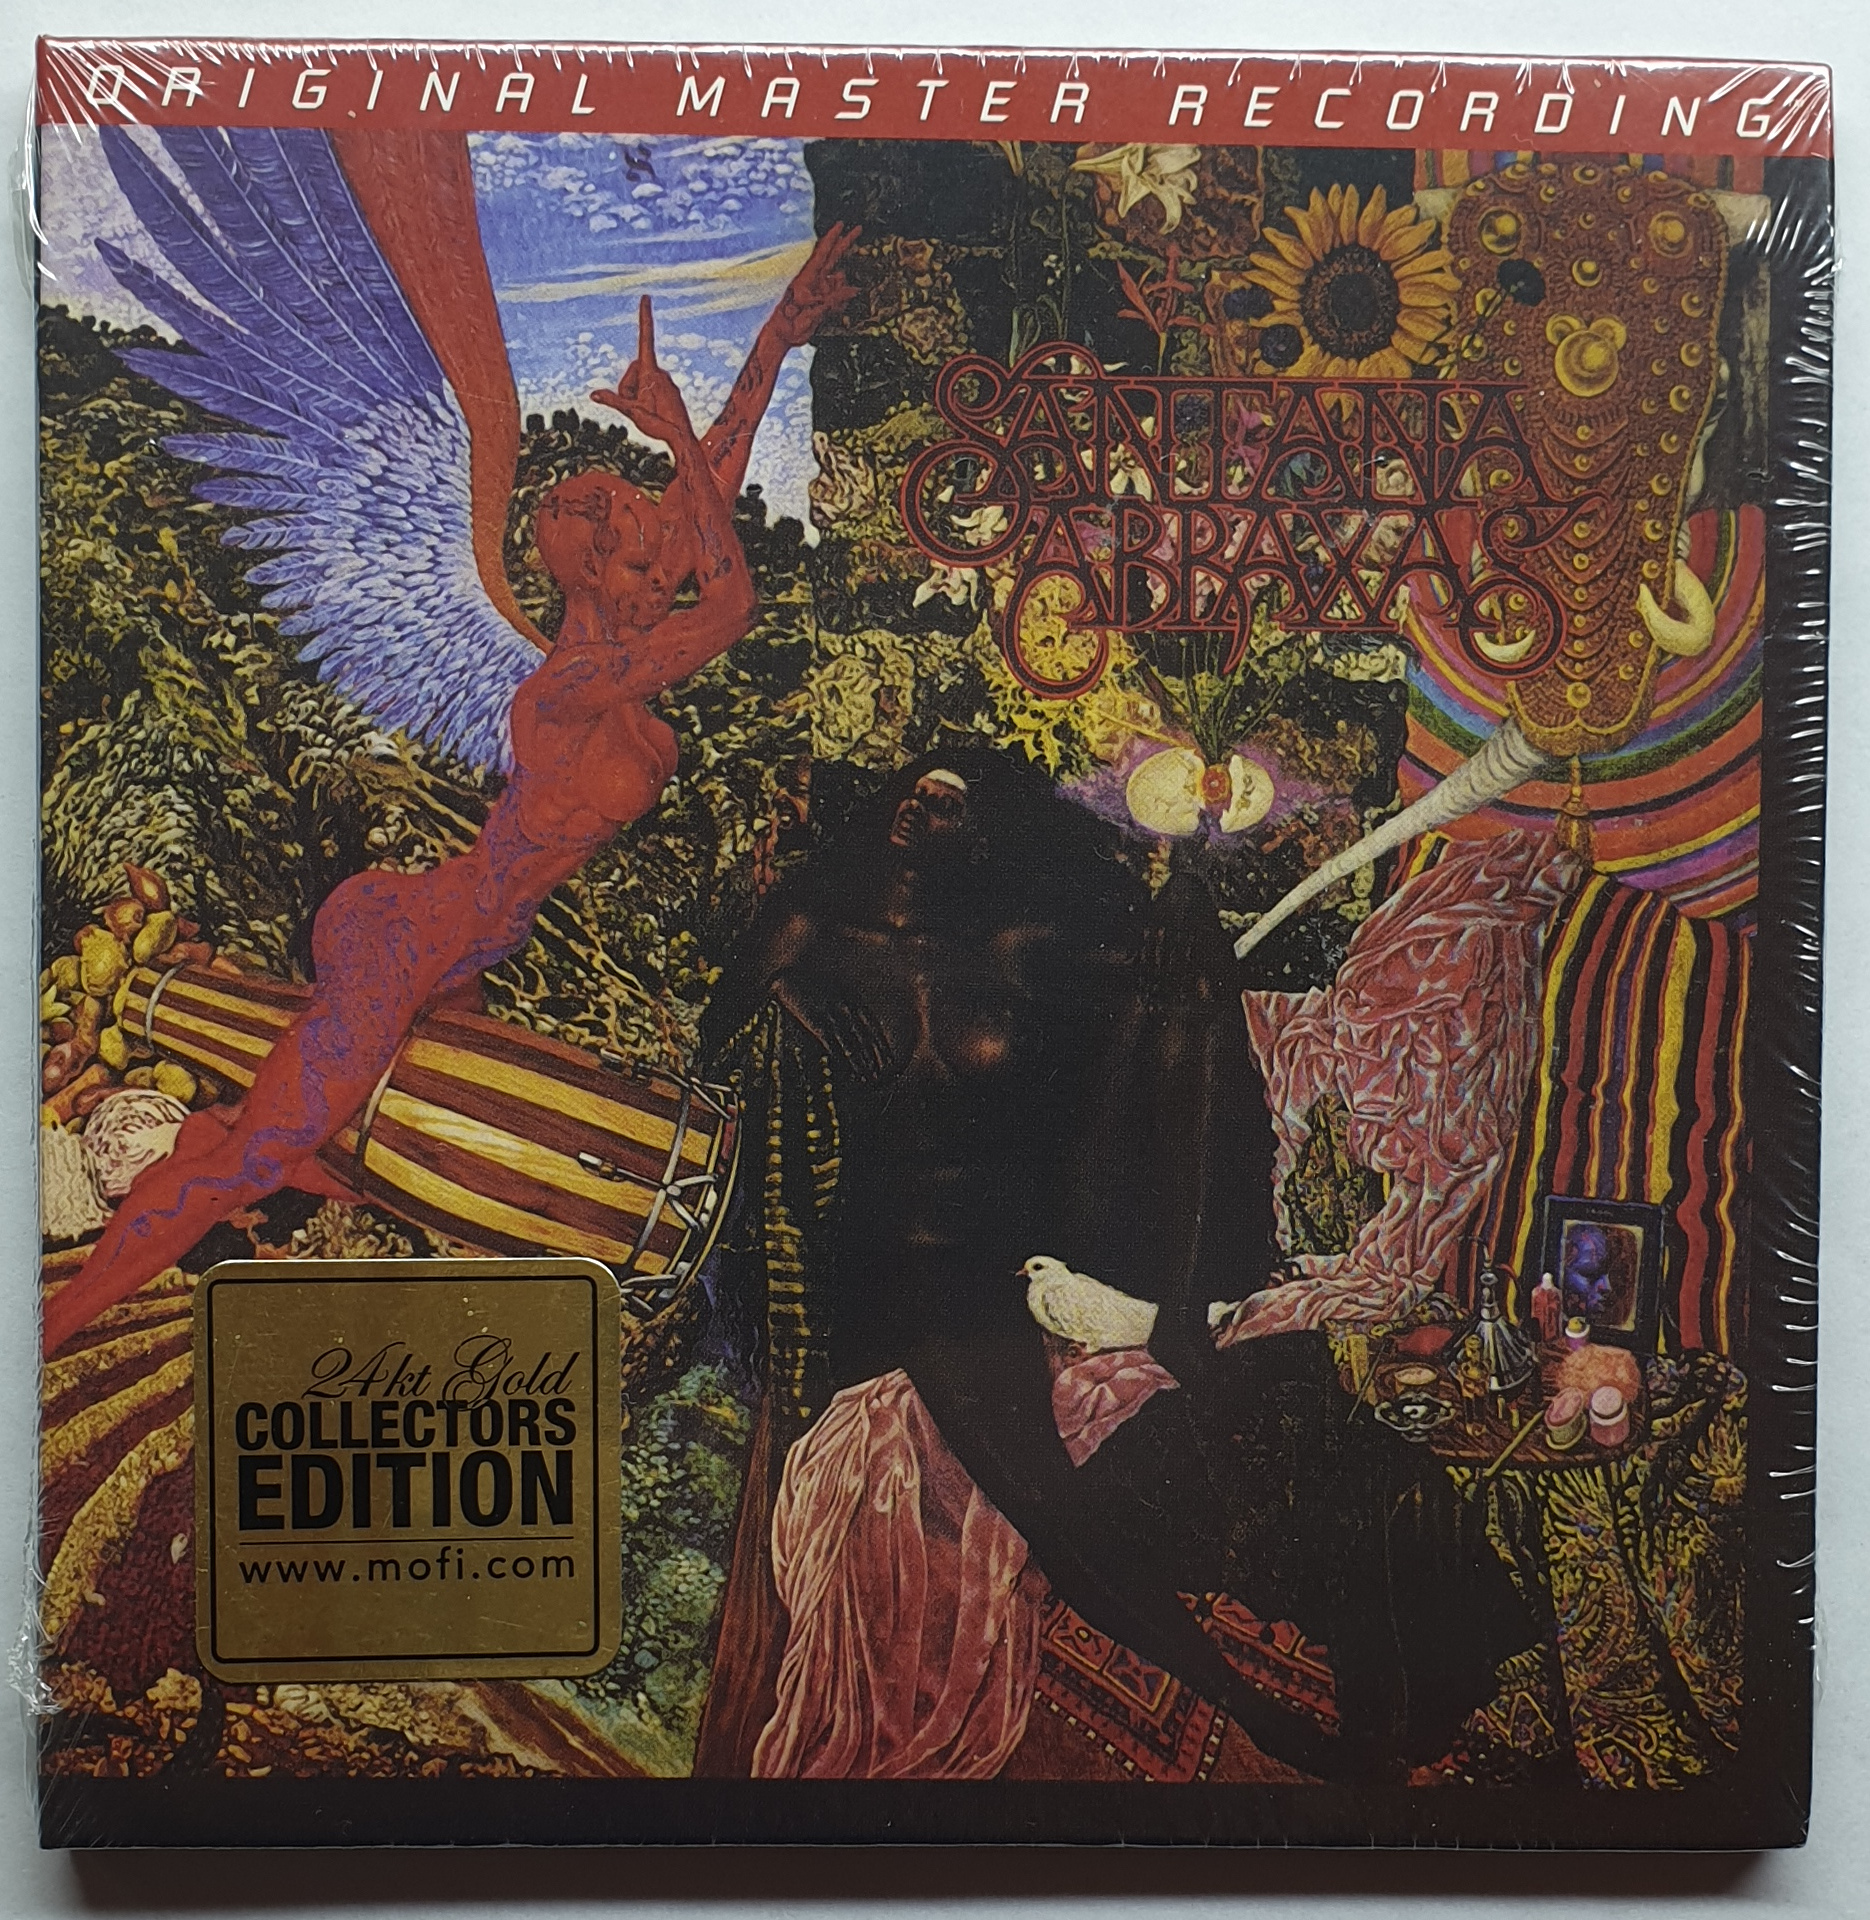 ORIGINAL MASTER RECORDING
SANTANA
ABRAXAS
24kt Gold
COLLECTORS
EDITION
www.mofi.com